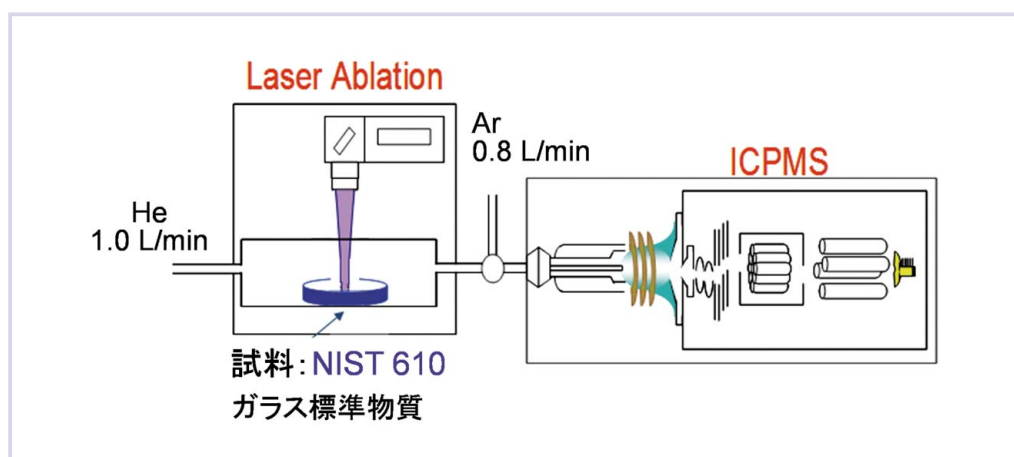 Laser Ablation
Ar
0.8 L/min
ICPMS
He
1.0 L/min
試料：NIST 610
ガラス標準物質